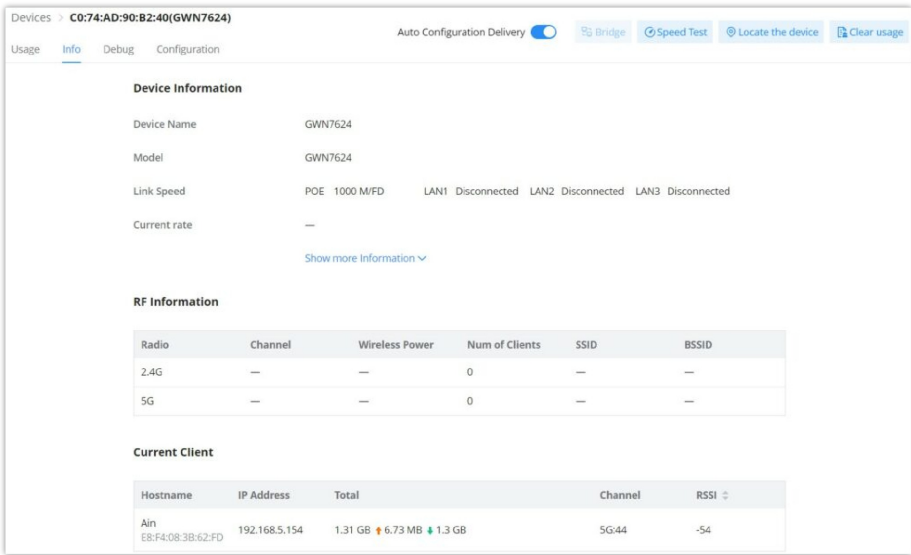 Devices > C0:74:AD:90:B2:40(GWN7624)
Auto Configuration Delivery Bridge Speed Test Locate the device Clear usage
Usage Info Debug Configuration
Device Information
Device Name GWN7624
Model GWN7624
Link Speed POE 1000 M/FD LAN1 Disconnected LAN2 Disconnected LAN3 Disconnected
Current rate —
Show more Information
RF Information
Radio Channel Wireless Power Num of Clients SSID BSSID
2.4G — — 0 — —
5G — — 0 — —
Current Client
Hostname IP Address Total Channel RSSI
Ain
E8:F4:08:3B:62:FD 192.168.5.154 1.31 GB 6.73 MB 1.3 GB 5G:44 -54